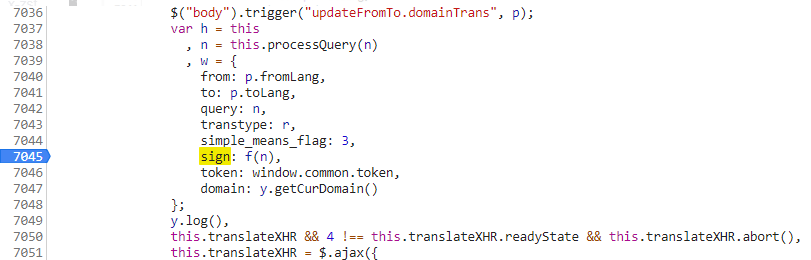 7036 $("body").trigger("updateFromTo.domainTrans", p);
7037 var h = this
7038 , n = this.processQuery(n)
7039 , w = {
7040 from: p.fromLang,
7041 to: p.toLang,
7042 query: n,
7043 transtype: r,
7044 simple_means_flag: 3,
7045 sign: f(n),
7046 token: window.common.token,
7047 domain: y.getCurDomain()
7048 };
7049 y.log(),
7050 this.translateXHR && 4 !== this.translateXHR.readyState && this.translateXHR.abort(),
7051 this.translateXHR = $.ajax({